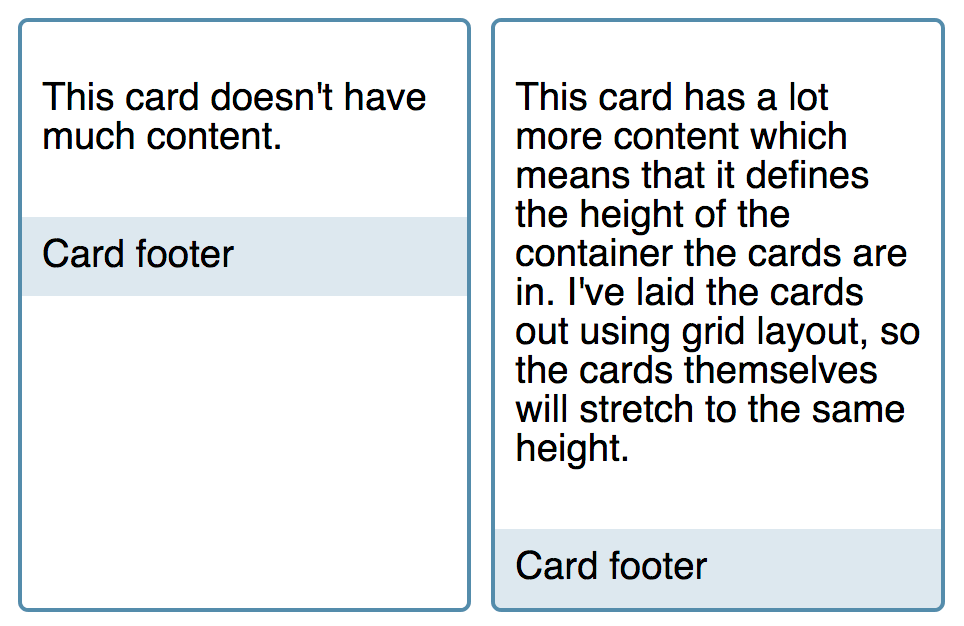 This card doesn't have
much content.
Card footer
This card has a lot
more content which
means that it defines
the height of the
container the cards are
in. I've laid the cards
out using grid layout, so
the cards themselves
will stretch to the same
height.
Card footer